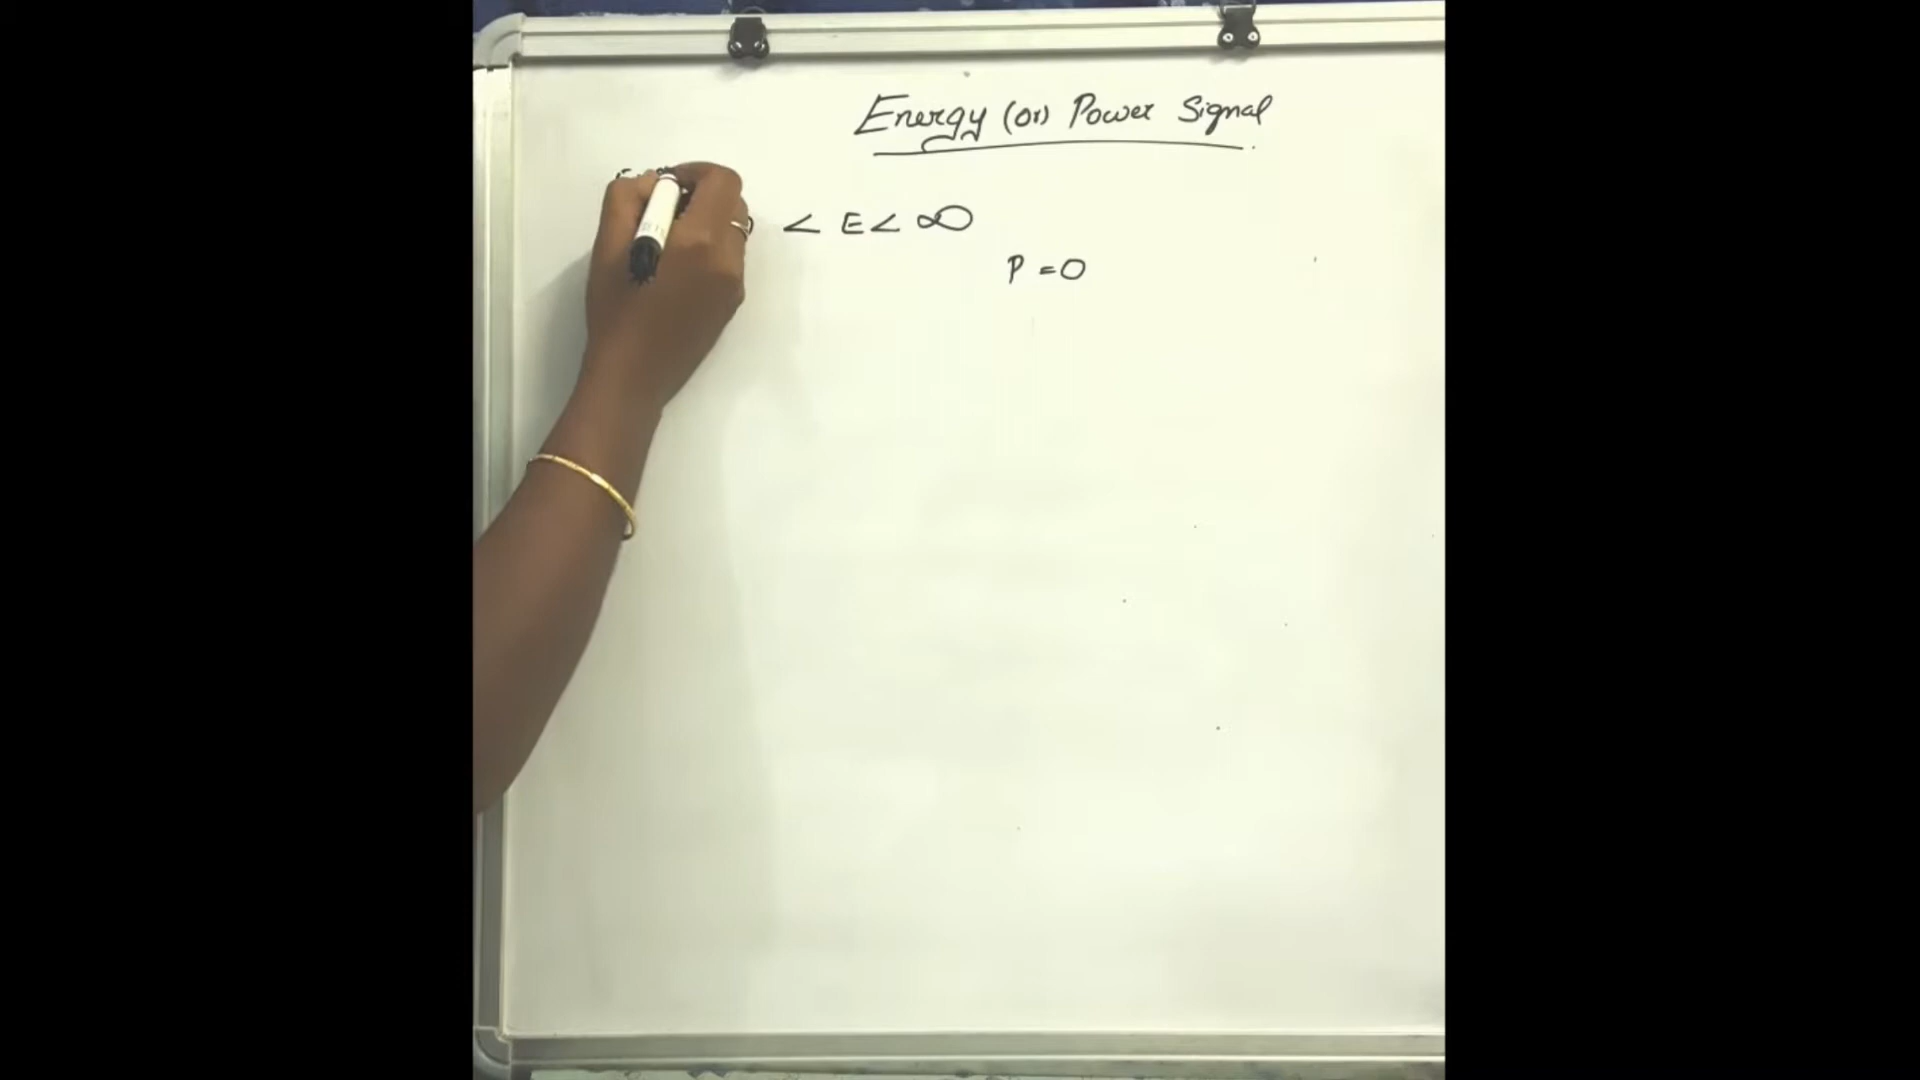 Energy (or) Power Signal
< E < ∞
P = 0